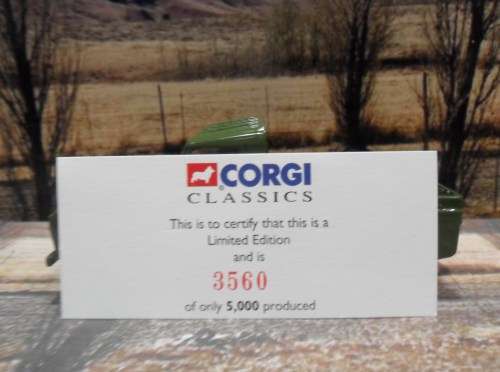 CORGI
CLASSICS
This is to certify that this is a
Limited Edition
and is
3560
of only 5,000 produced